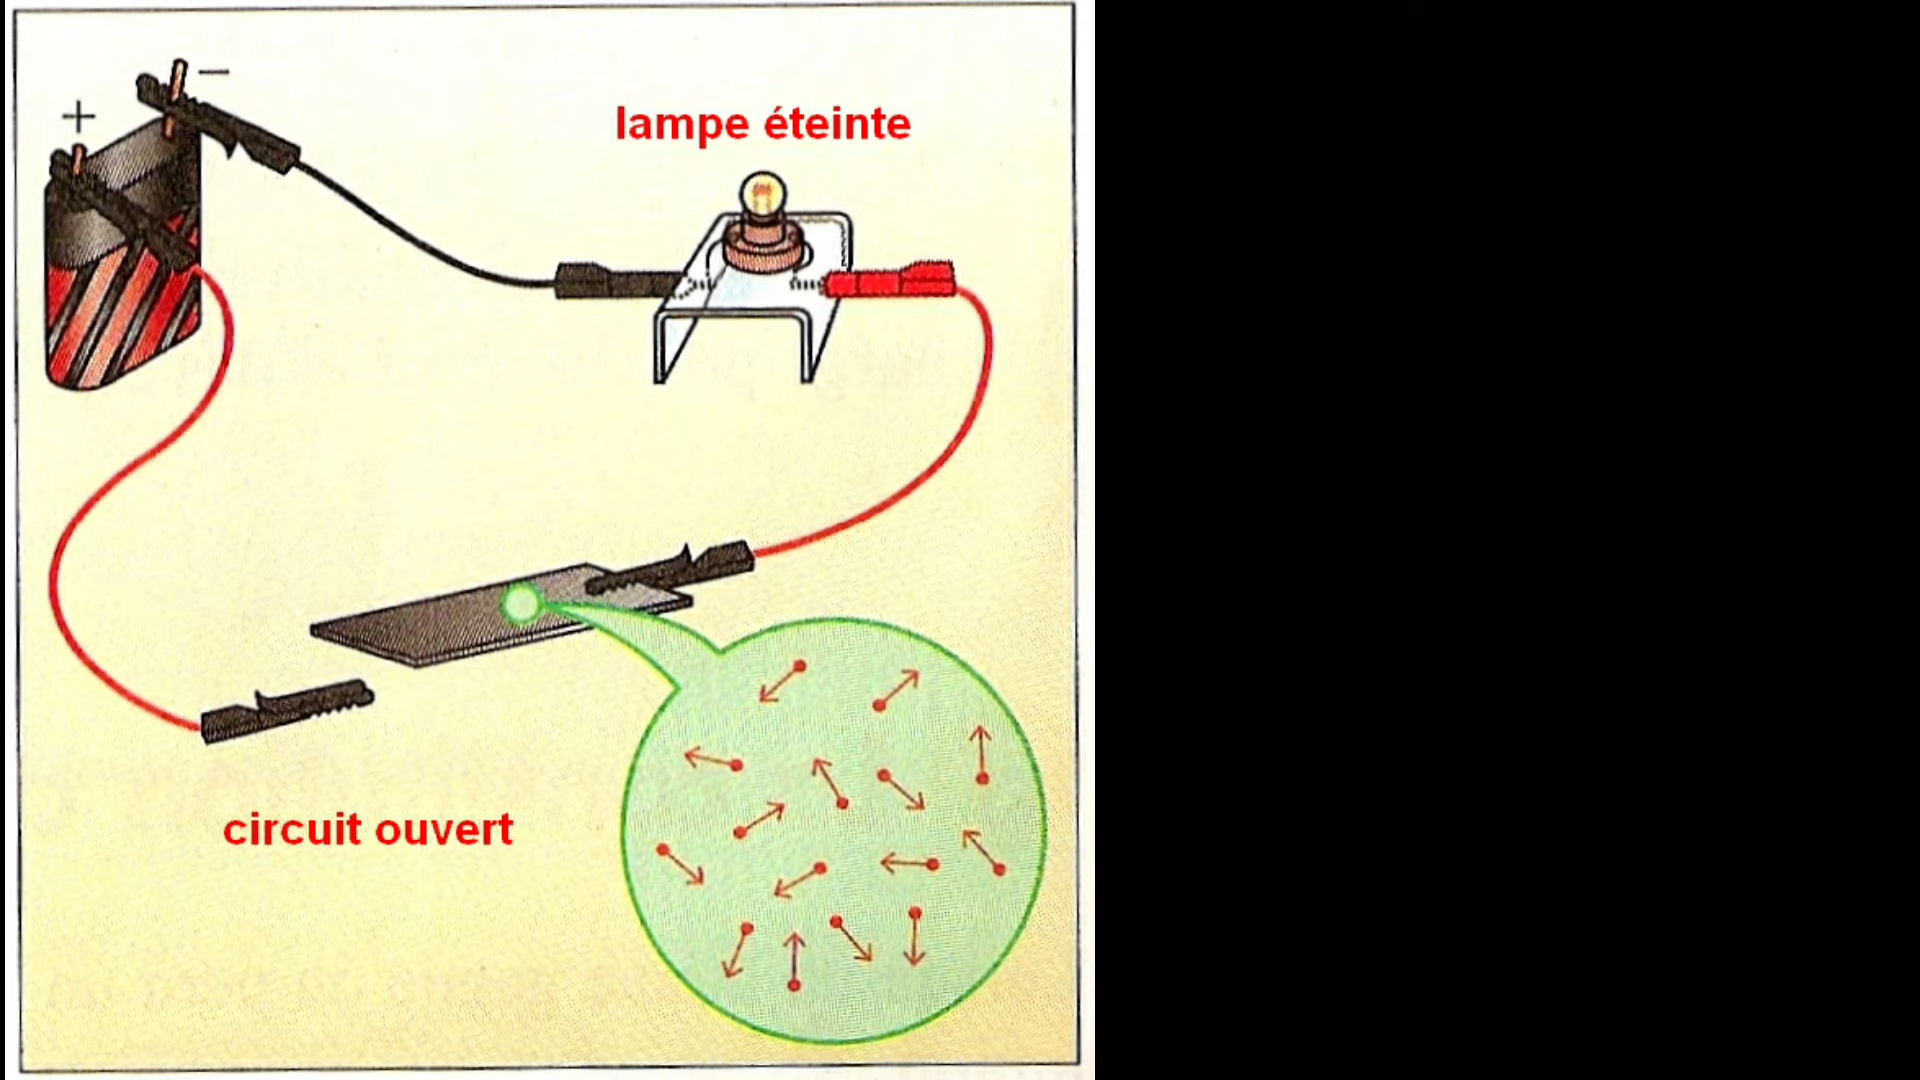 +
−
lampe éteinte
circuit ouvert